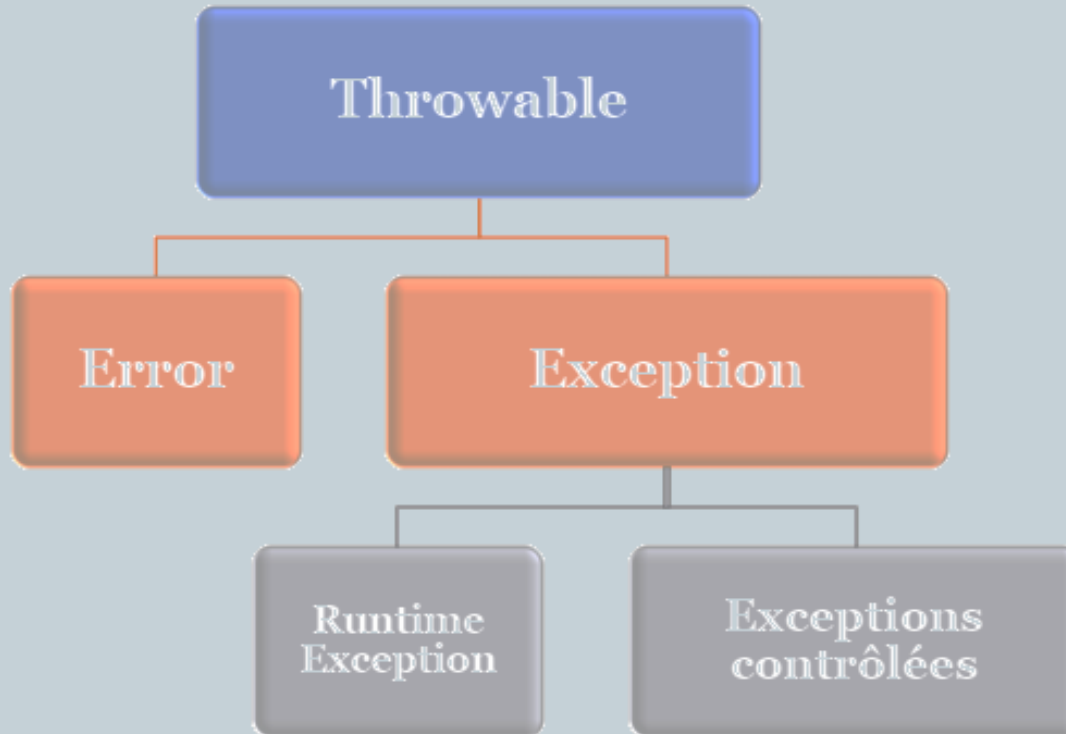 Throwable
Error
Exception
Runtime
Exception
Exceptions
contrôlées